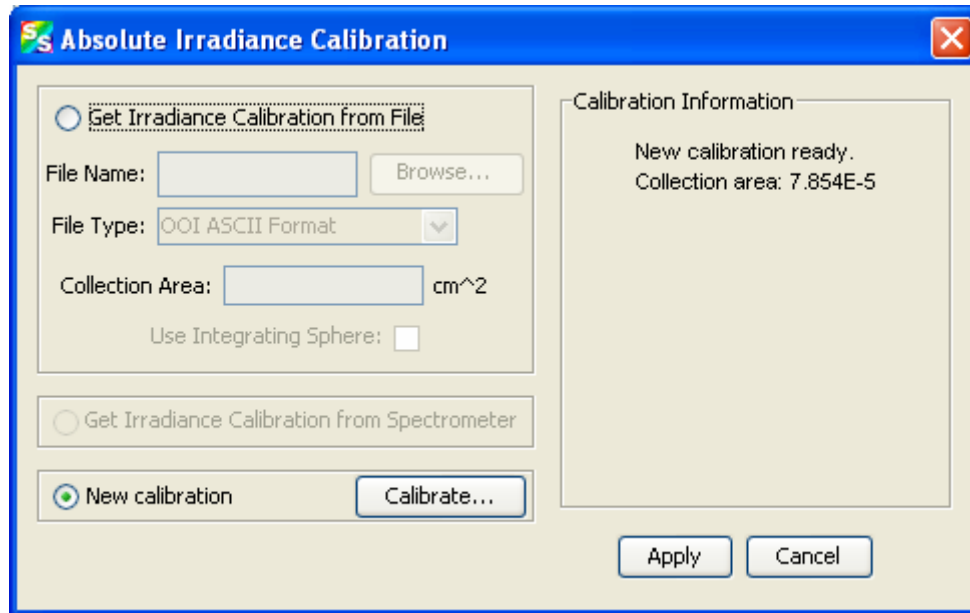 SS Absolute Irradiance Calibration
Get Irradiance Calibration from File
File Name:
Browse...
File Type: OOI ASCII Format
Collection Area:
cm^2
Use Integrating Sphere:
Get Irradiance Calibration from Spectrometer
New calibration
Calibrate...
Calibration Information
New calibration ready.
Collection area: 7.854E-5
Apply
Cancel